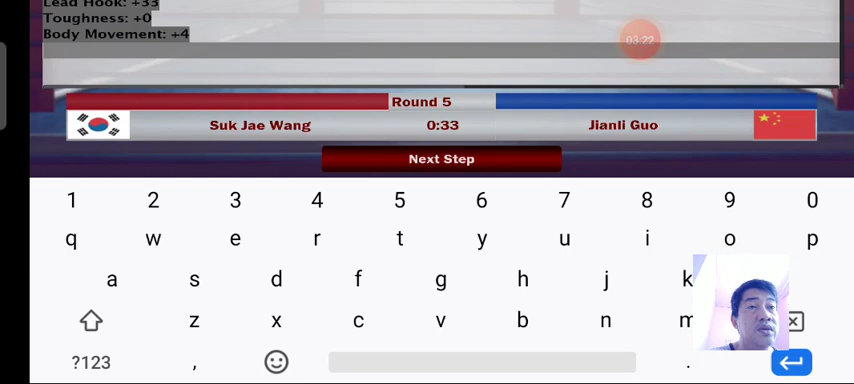 Lead Hook: +33
Toughness: +0
Body Movement: +4
03:22
Round 5
Suk Jae Wang 0:33 Jianli Guo
Next Step
1 2 3 4 5 6 7 8 9 0
q w e r t y u i o p
a s d f g h j k
z x c v b n m
?123 , .